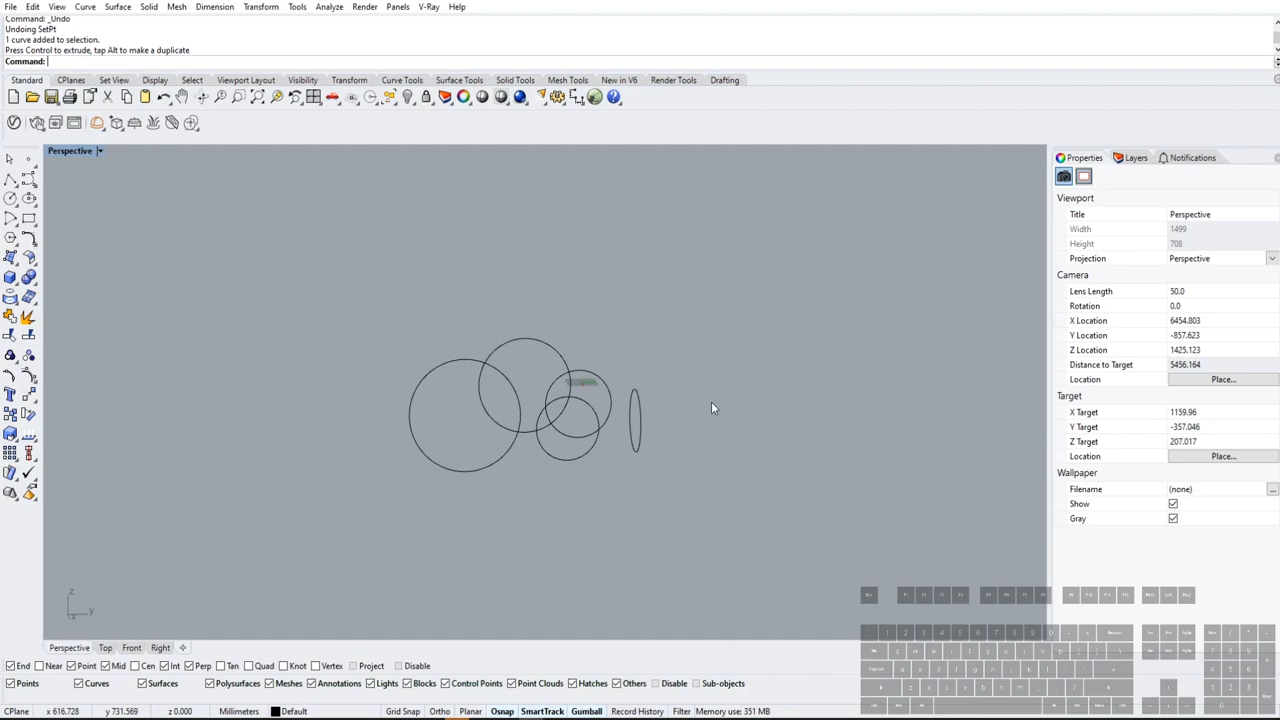 File Edit View Curve Surface Solid Mesh Dimension Transform Tools Analyze Render Panels V-Ray Help
Command: _Undo
Undoing SetPt
1 curve added to selection.
Press Control to extrude, tap Alt to make a duplicate
Command:
Standard CPlanes Set View Display Select Viewport Layout Visibility Transform Curve Tools Surface Tools Solid Tools Mesh Tools New in V6 Render Tools Drafting
Perspective
Properties Layers Notifications
Viewport
Title Perspective
Width 1499
Height 708
Projection Perspective
Camera
Lens Length 50.0
Rotation 0.0
X Location 6454.803
Y Location -857.623
Z Location 1425.123
Distance to Target 5456.164
Location Place...
Target
X Target 1159.96
Y Target -357.046
Z Target 207.017
Location Place...
Wallpaper
Filename (none) ...
Show
Gray
z
x y
Perspective Top Front Right
End Near Point Mid Cen Int Perp Tan Quad Knot Vertex Project Disable
Points Curves Surfaces Polysurfaces Meshes Annotations Lights Blocks Control Points Point Clouds Hatches Others Disable Sub-objects
CPlane x 616.728 y 731.569 z 0.000 Millimeters Default Grid Snap Ortho Planar Osnap SmartTrack Gumball Record History Filter Memory use: 351 MB